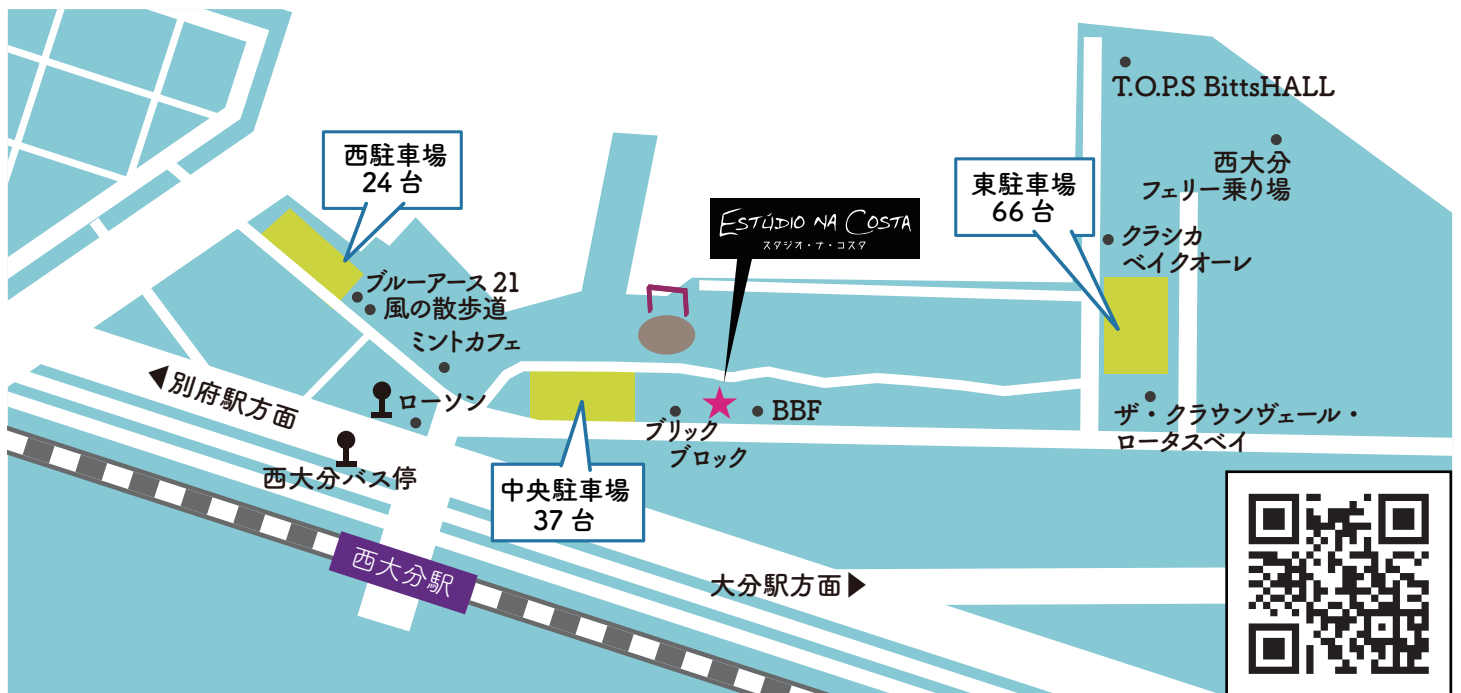 T.O.P.S BittsHALL
西大分
フェリー乗り場
西駐車場
24台
東駐車場
66台
ESTÚDIO NA COSTA
スタジオ・ナ・コスタ
クラシカ
ベイクオーレ
ブルーアース 21
風の散歩道
ミントカフェ
◀別府駅方面
ローソン
BBF
ブリック
ブロック
ザ・クラウンヴェール・
ロータスベイ
西大分バス停
中央駐車場
37台
西大分駅
大分駅方面▶